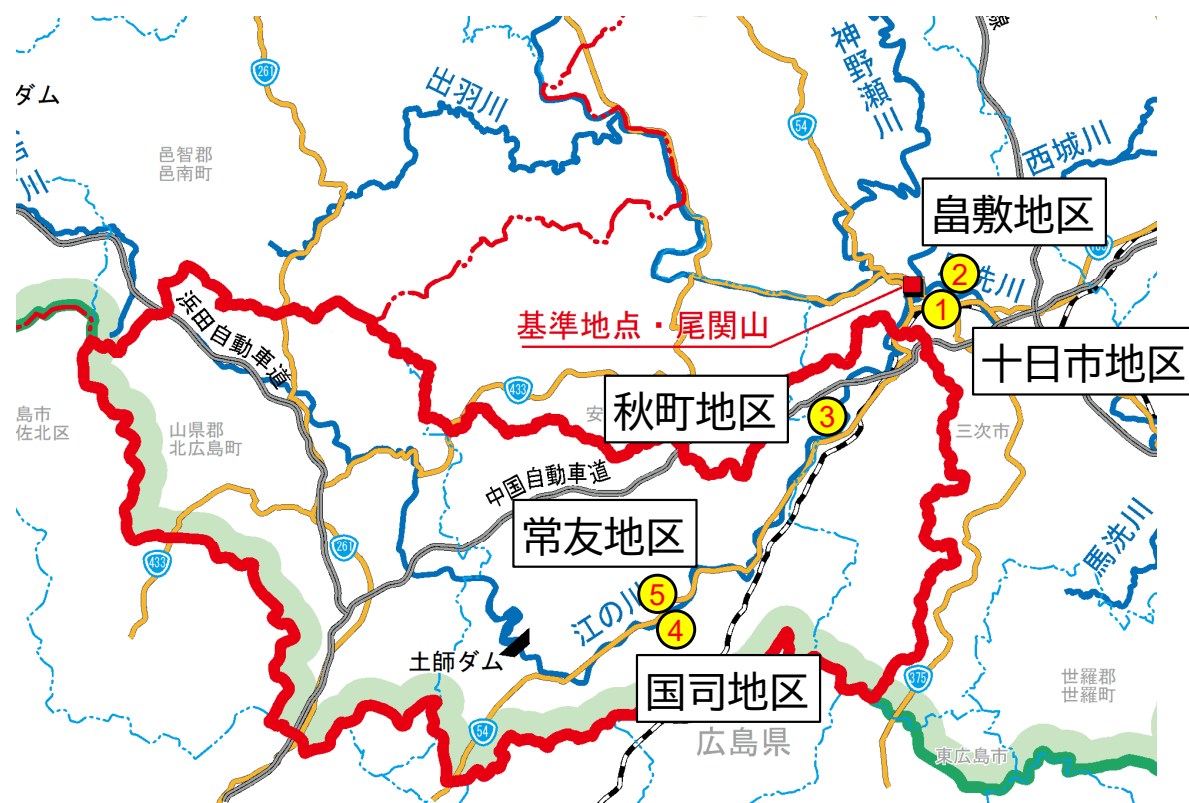 神野瀬川
261
ダム
出羽川
54
西城川
邑智郡
邑南町
畠敷地区
2
1
基準地点・尾関山
浜田自動車道
十日市地区
433
秋町地区
3
島市
佐北区
山県郡
北広島町
三次市
中国自動車道
常友地区
馬洗川
433
261
5
江の川
4
土師ダム
国司地区
375
世羅郡
世羅町
54
広島県
東広島市